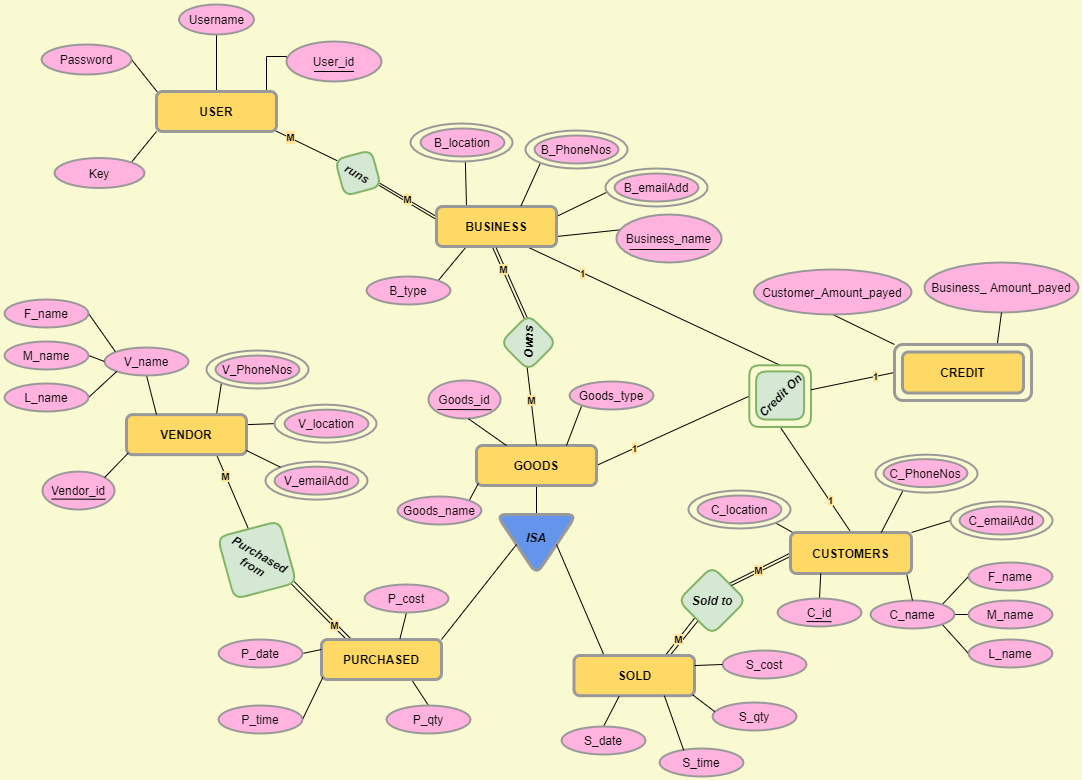 Username
Password
User_id
USER
M
Key
runs
M
B_location
B_PhoneNos
B_emailAdd
BUSINESS
Business_name
M
1
B_type
Customer_Amount_payed
Business_ Amount_payed
F_name
M_name
V_name
L_name
V_PhoneNos
Owns
CREDIT
1
Credit On
Goods_id
M
Goods_type
V_location
VENDOR
1
GOODS
M
V_emailAdd
Vendor_id
Goods_name
C_PhoneNos
C_location
1
C_emailAdd
ISA
CUSTOMERS
Purchased
from
M
F_name
P_cost
Sold to
C_id
C_name
M_name
M
M
P_date
PURCHASED
L_name
S_cost
SOLD
P_time
P_qty
S_qty
S_date
S_time